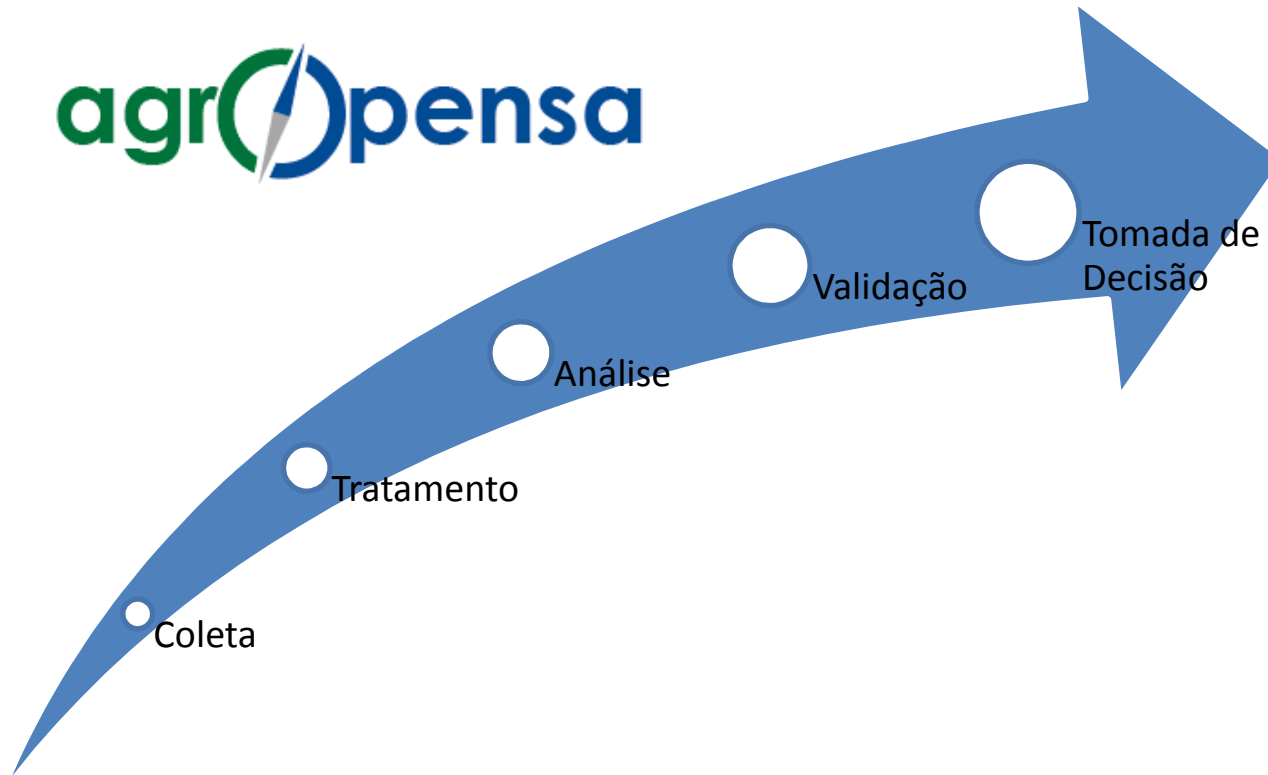 agropensa
Tomada de
Decisão
Validação
Análise
Tratamento
Coleta